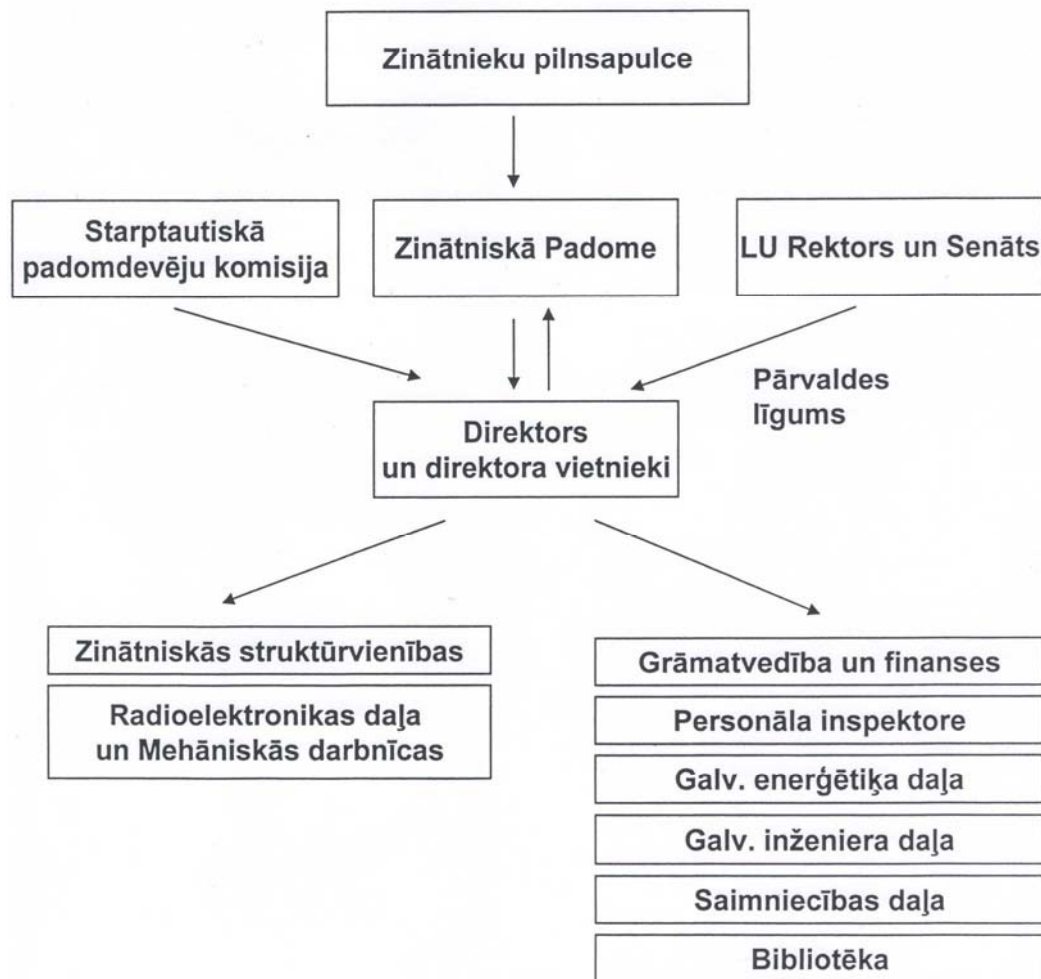 Zinātnieku pilnsapulce
Starptautiskā
padomdevēju komisija
Zinātniskā Padome
LU Rektors un Senāts
Pārvaldes
līgums
Direktors
un direktora vietnieki
Zinātniskās struktūrvienības
Radioelektronikas daļa
un Mehāniskās darbnīcas
Grāmatvedība un finanses
Personāla inspektore
Galv. enerģētiķa daļa
Galv. inženiera daļa
Saimniecības daļa
Bibliotēka